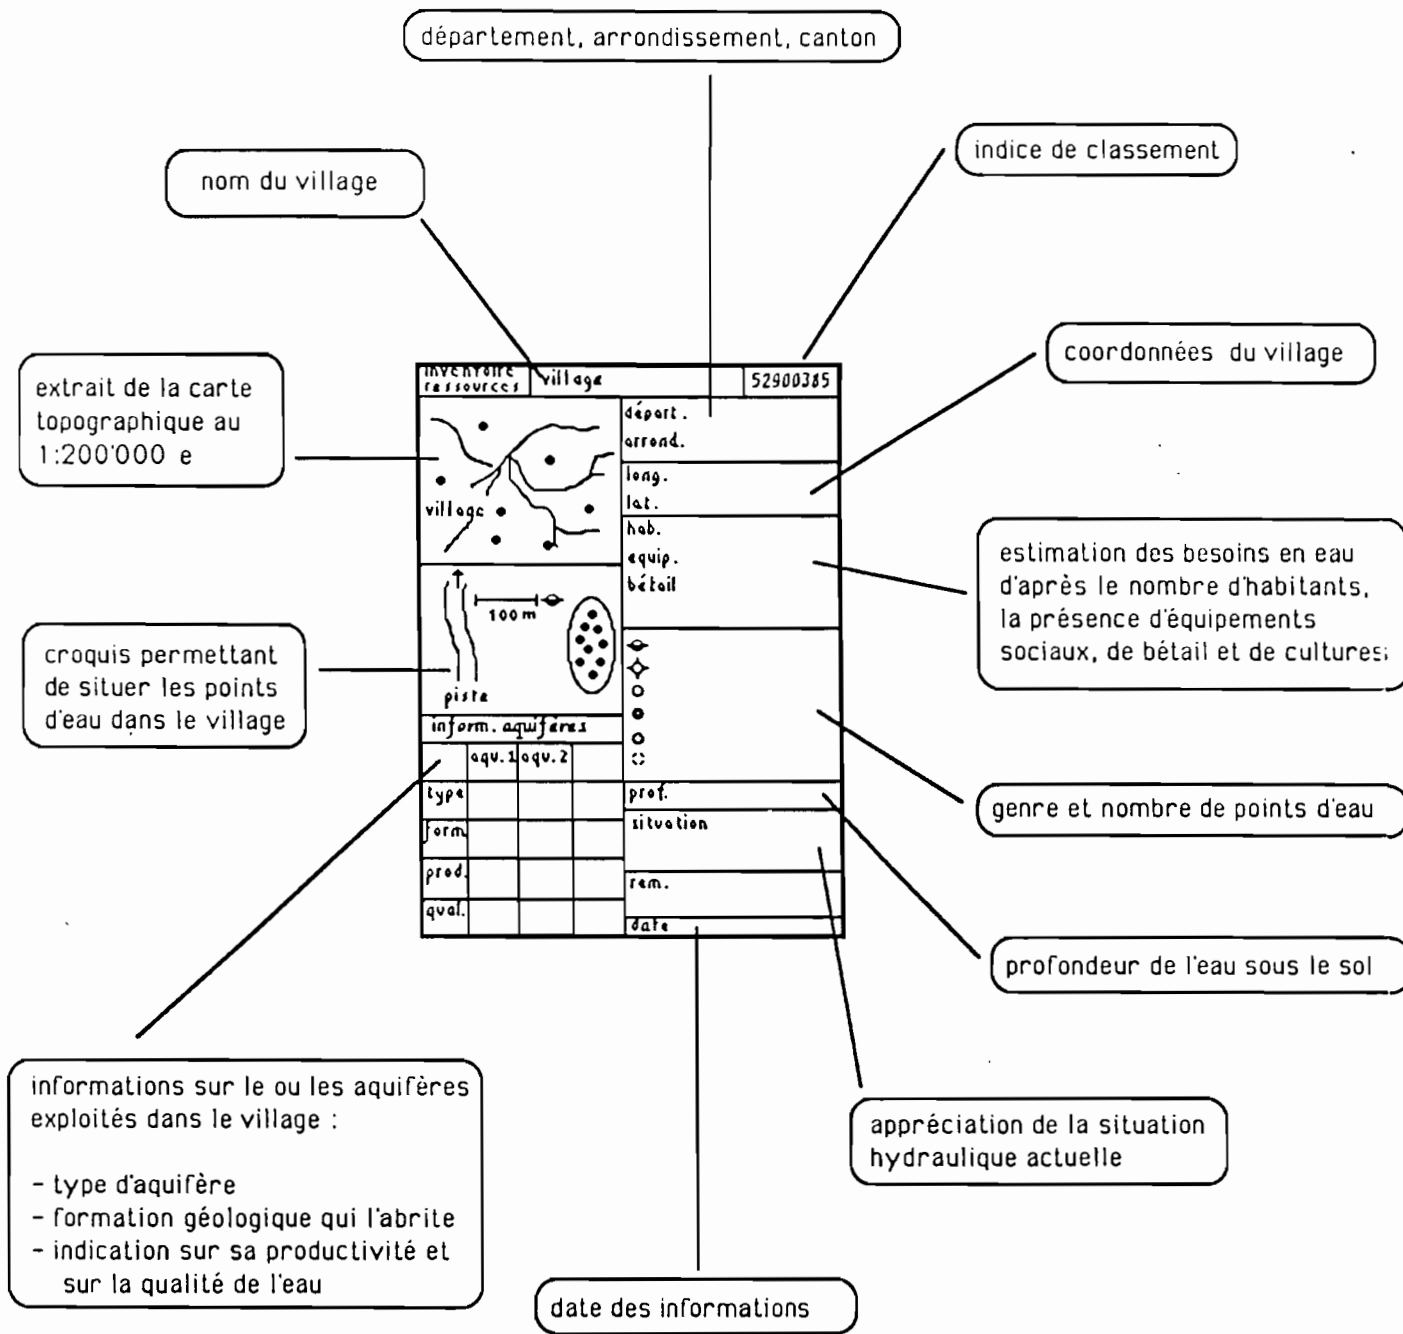 département, arrondissement, canton
indice de classement
nom du village
coordonnées du village
extrait de la carte
topographique au
1:200'000 e
inventoire
ressources
village
52900385
départ.
arrond.
long.
lat.
village
hab.
equip.
bétail
estimation des besoins en eau
d'après le nombre d'habitants,
la présence d'équipements
sociaux, de bétail et de cultures;
100 m
piste
croquis permettant
de situer les points
d'eau dans le village
inform. aquifères
aqu. 1 aqu. 2
type
form.
prod.
qual.
prof.
situation
rem.
date
genre et nombre de points d'eau
profondeur de l'eau sous le sol
informations sur le ou les aquifères
exploités dans le village :
- type d'aquifère
- formation géologique qui l'abrite
- indication sur sa productivité et
sur la qualité de l'eau
appréciation de la situation
hydraulique actuelle
date des informations